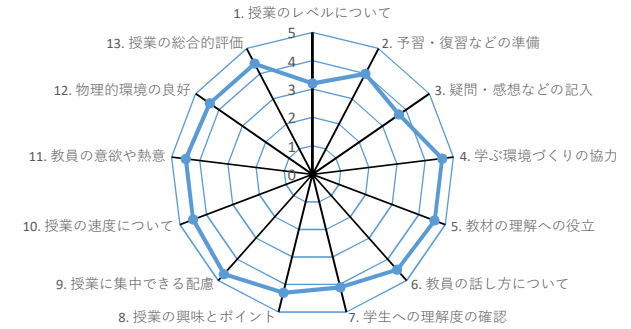 1. 授業のレベルについて
2. 予習・復習などの準備
3. 疑問・感想などの記入
4. 学ぶ環境づくりの協力
5. 教材の理解への役立
6. 教員の話し方について
7. 学生への理解度の確認
8. 授業の興味とポイント
9. 授業に集中できる配慮
10. 授業の速度について
11. 教員の意欲や熱意
12. 物理的環境の良好
13. 授業の総合的評価
5
4
3
2
1
0